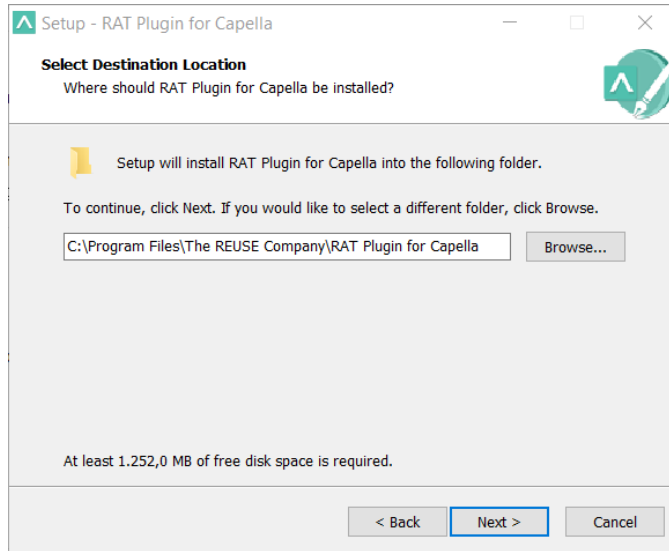 Setup - RAT Plugin for Capella
Select Destination Location
Where should RAT Plugin for Capella be installed?
Setup will install RAT Plugin for Capella into the following folder.
To continue, click Next. If you would like to select a different folder, click Browse.
C:\Program Files\The REUSE Company\RAT Plugin for Capella
Browse...
At least 1.252,0 MB of free disk space is required.
< Back
Next >
Cancel